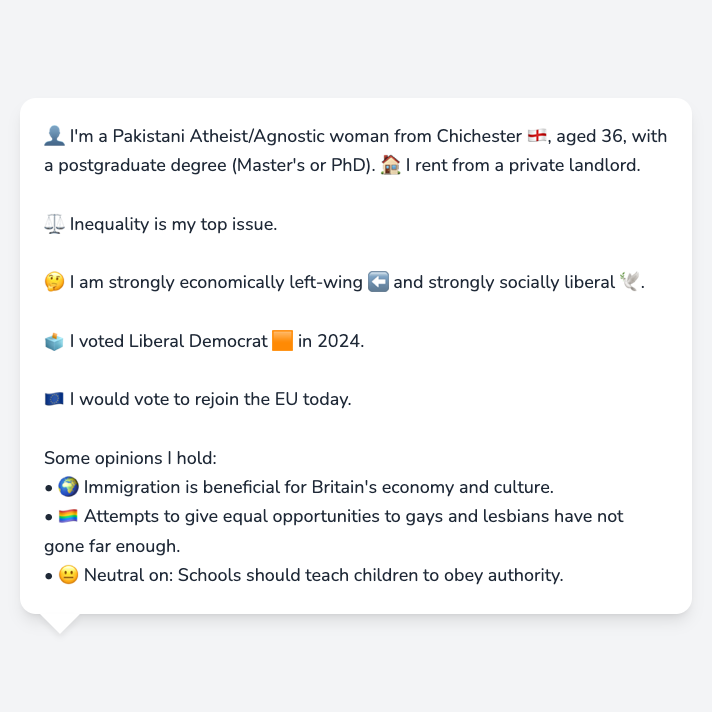 👤 I'm a Pakistani Atheist/Agnostic woman from Chichester 🏴󠁧󠁢󠁥󠁮󠁧󠁿, aged 36, with
a postgraduate degree (Master's or PhD). 🏠 I rent from a private landlord.
⚖️ Inequality is my top issue.
🤔 I am strongly economically left-wing ⬅️ and strongly socially liberal 🕊️.
🗳️ I voted Liberal Democrat 🟧 in 2024.
🇪🇺 I would vote to rejoin the EU today.
Some opinions I hold:
• 🌍 Immigration is beneficial for Britain's economy and culture.
• 🏳️‍🌈 Attempts to give equal opportunities to gays and lesbians have not
gone far enough.
• 😐 Neutral on: Schools should teach children to obey authority.